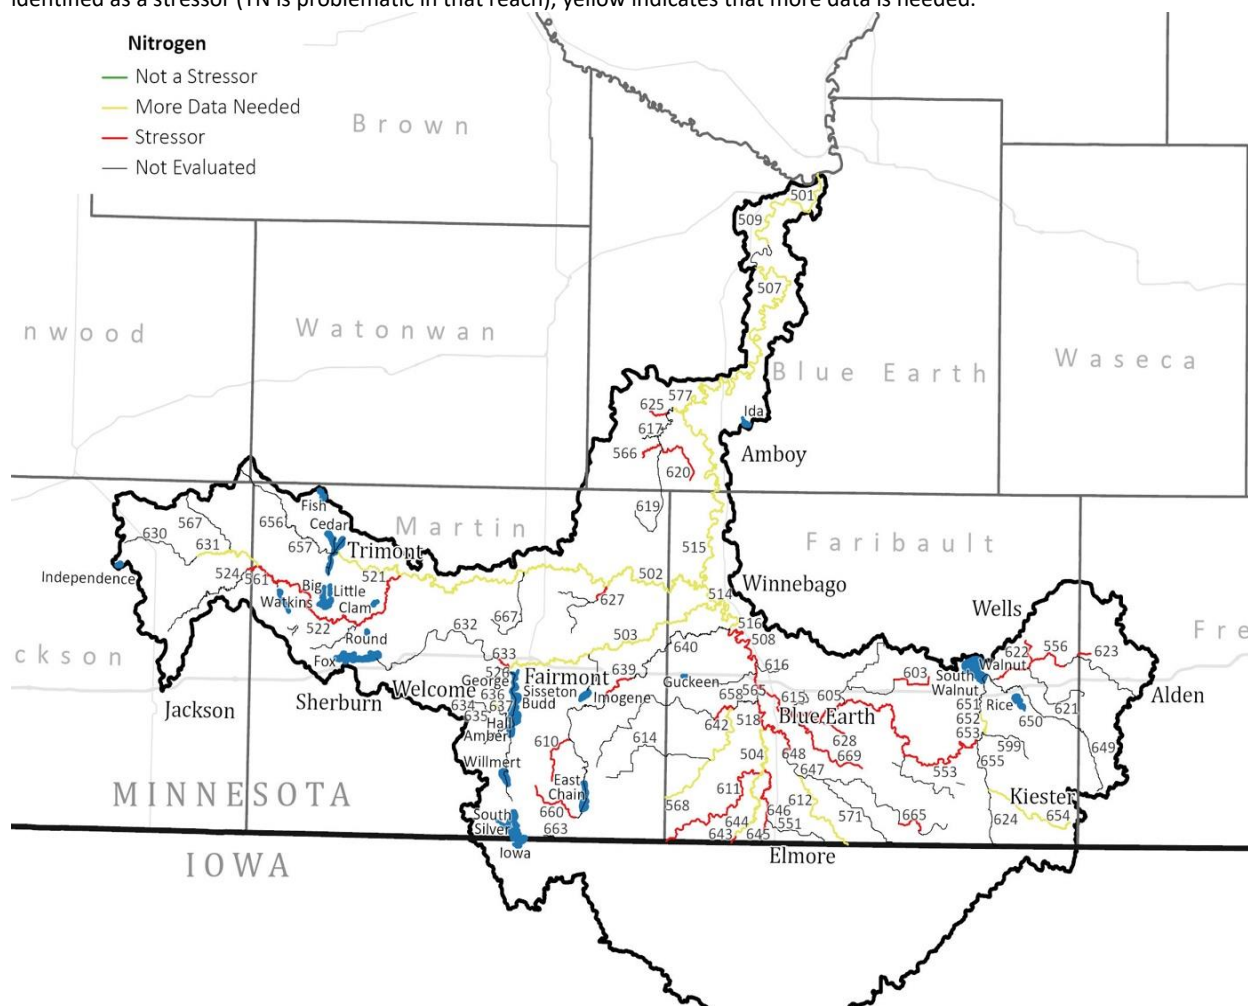 identified as a stressor (TN is problematic in that reach); yellow indicates that more data is needed.
Nitrogen
Not a Stressor
More Data Needed
Stressor
Not Evaluated
Brown
501
509
507
nwood
Watonwan
Blue Earth
Waseca
577
625
Ida
617
566
620
Amboy
619
Fish
Cedar
Martin
656
567
630
631
657
Trimont
515
Faribault
Independence
524
561
521
502
Winnebago
Big
Little
Watkins
Clam
627
514
Wells
522
Round
632
667
503
516
508
640
ckson
Fox
633
Fre
622
556
623
526
George
Fairmont
639
616
Walnut
Guckeen
603
South
Walnut
Welcome
636
Sisseton
Imogene
658
565
615
605
Rice
621
Alden
Jackson
Sherburn
634
637
Budd
635
Hall
642
518
Blue Earth
651
652
650
Amber
610
614
628
653
599
649
504
648
669
655
Willmert
647
553
East
Chain
611
MINNESOTA
568
612
Kiester
South
Silver
660
644
646
571
665
624
654
663
643
645
551
Iowa
Elmore
IOWA